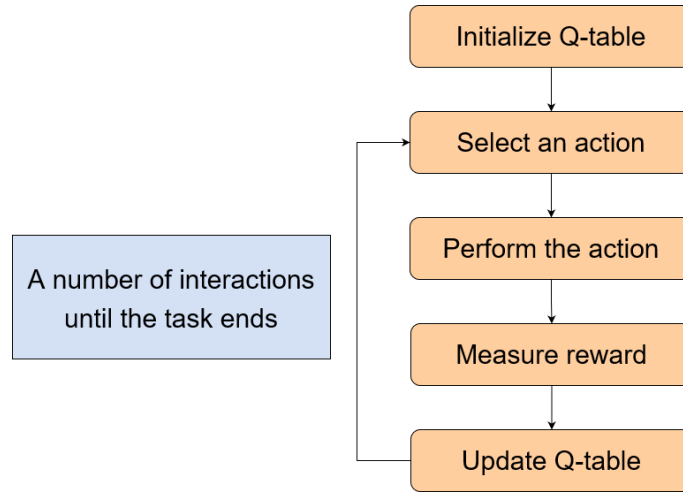 Initialize Q-table
Select an action
Perform the action
A number of interactions
until the task ends
Measure reward
Update Q-table